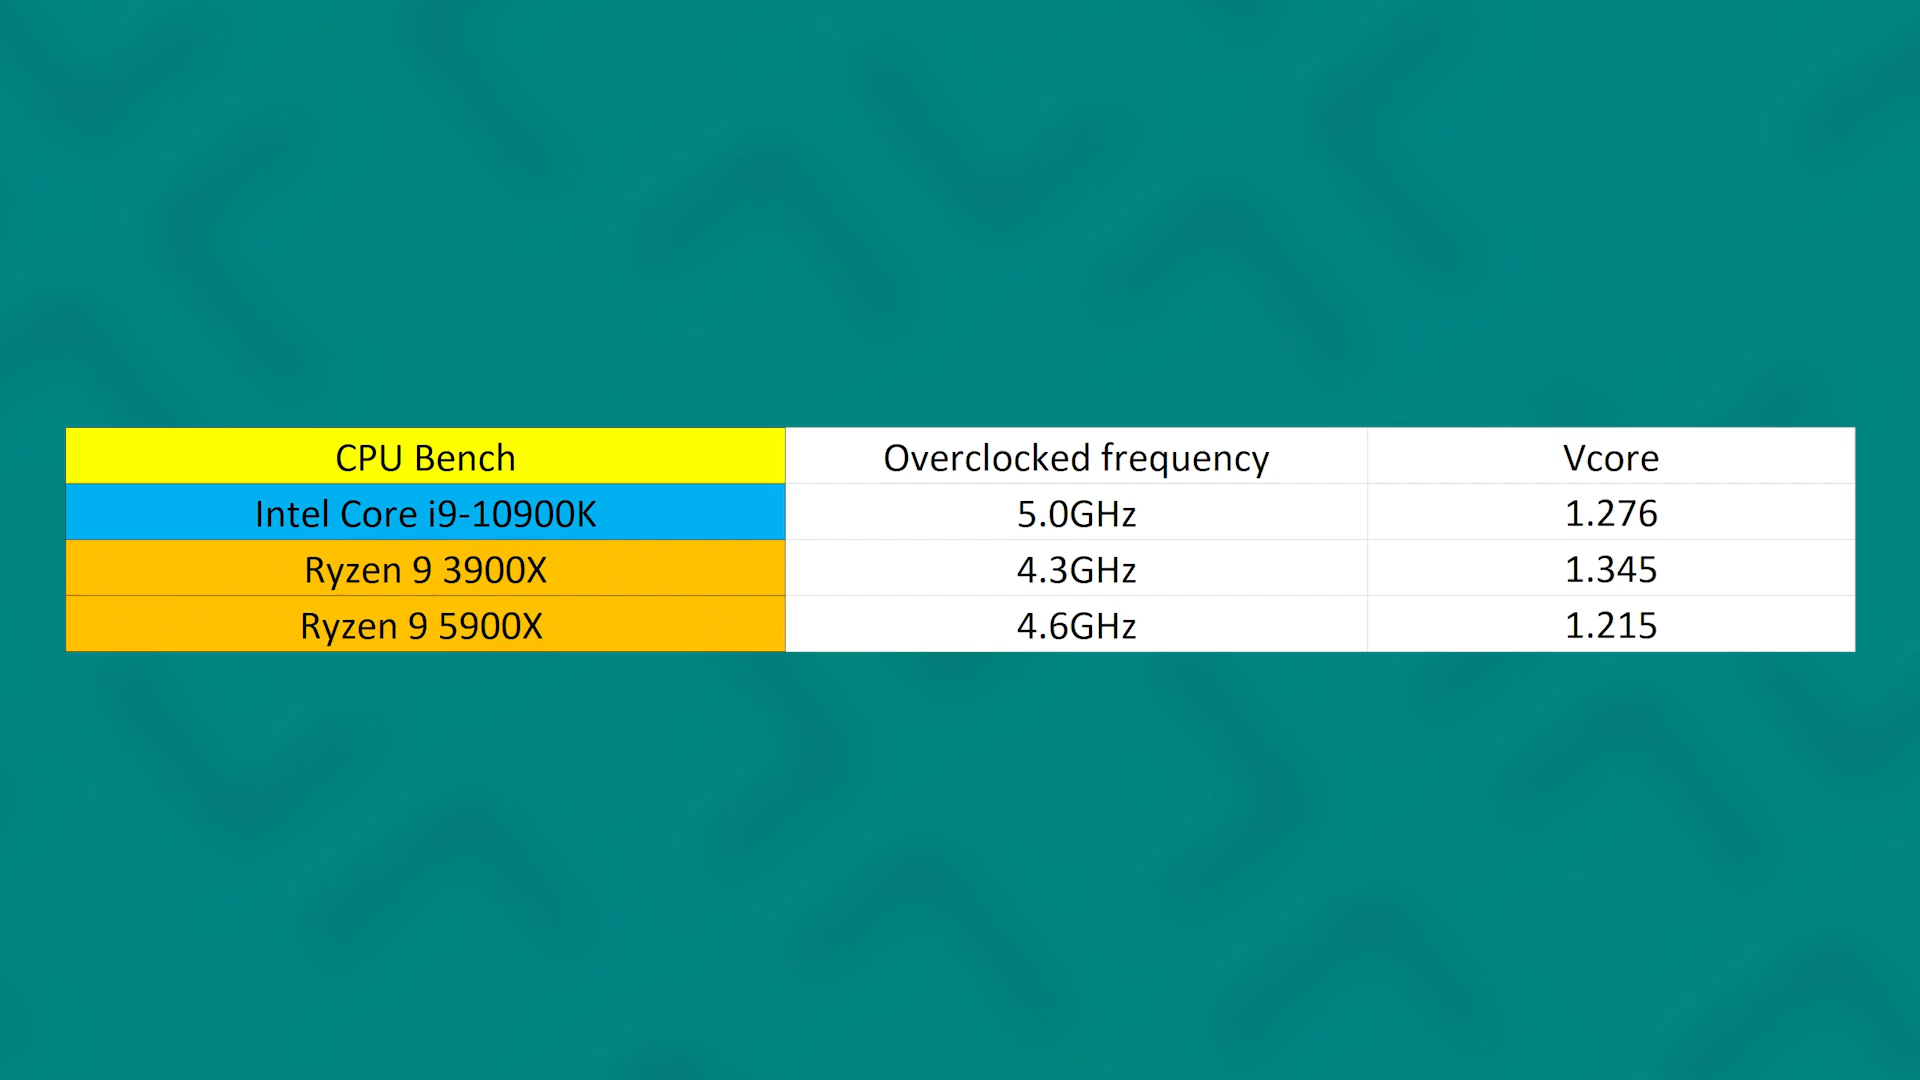 CPU Bench Overclocked frequency Vcore
Intel Core i9-10900K 5.0GHz 1.276
Ryzen 9 3900X 4.3GHz 1.345
Ryzen 9 5900X 4.6GHz 1.215